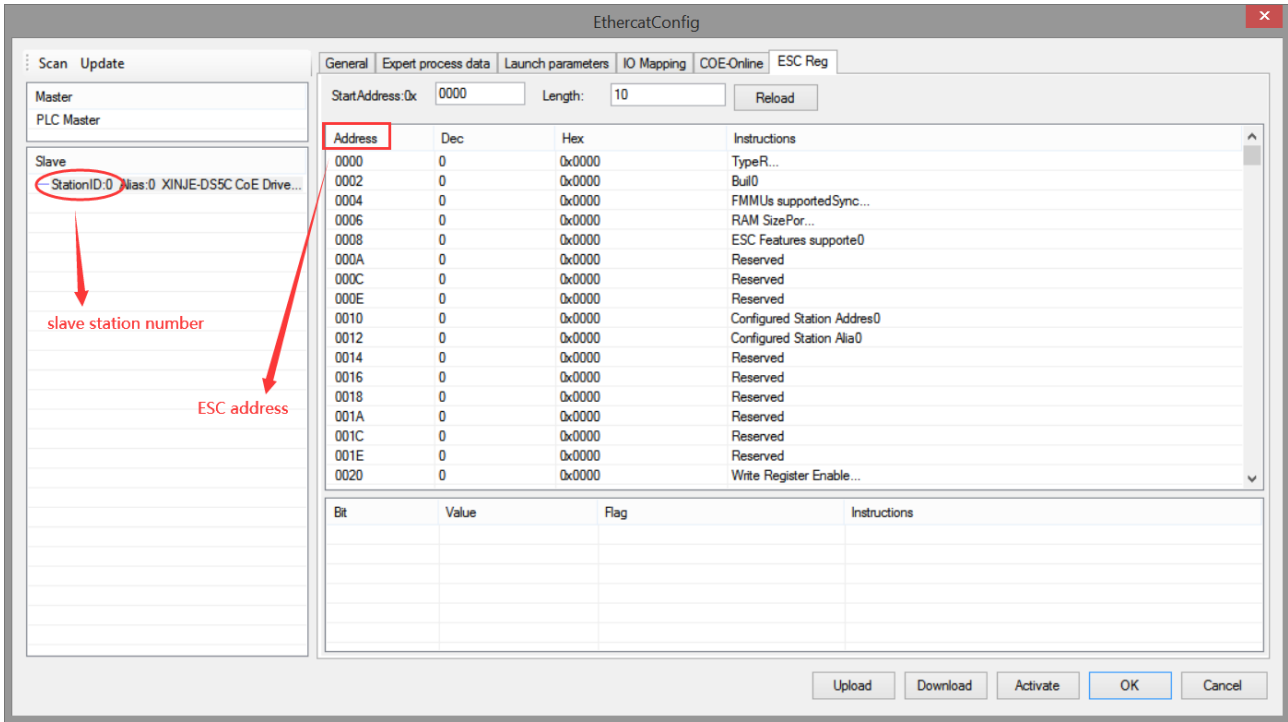 EthercatConfig
Scan Update
General Expert process data Launch parameters IO Mapping COE-Online ESC Reg
StartAddress:0x 0000 Length: 10 Reload
Master
PLC Master
Slave
StationID:0 Alias:0 XINJE-DS5C CoE Drive...
slave station number
ESC address
Address Dec Hex Instructions
0000 0 0x0000 TypeR...
0002 0 0x0000 Buil0
0004 0 0x0000 FMMUs supportedSync...
0006 0 0x0000 RAM SizePor...
0008 0 0x0000 ESC Features supporte0
000A 0 0x0000 Reserved
000C 0 0x0000 Reserved
000E 0 0x0000 Reserved
0010 0 0x0000 Configured Station Addres0
0012 0 0x0000 Configured Station Alia0
0014 0 0x0000 Reserved
0016 0 0x0000 Reserved
0018 0 0x0000 Reserved
001A 0 0x0000 Reserved
001C 0 0x0000 Reserved
001E 0 0x0000 Reserved
0020 0 0x0000 Write Register Enable...
Bit Value Flag Instructions
Upload Download Activate OK Cancel